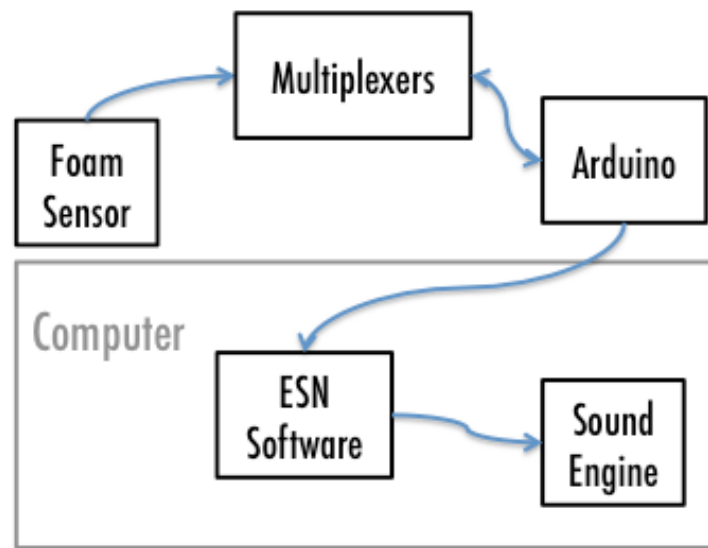 Multiplexers
Foam
Sensor
Arduino
Computer
ESN
Software
Sound
Engine